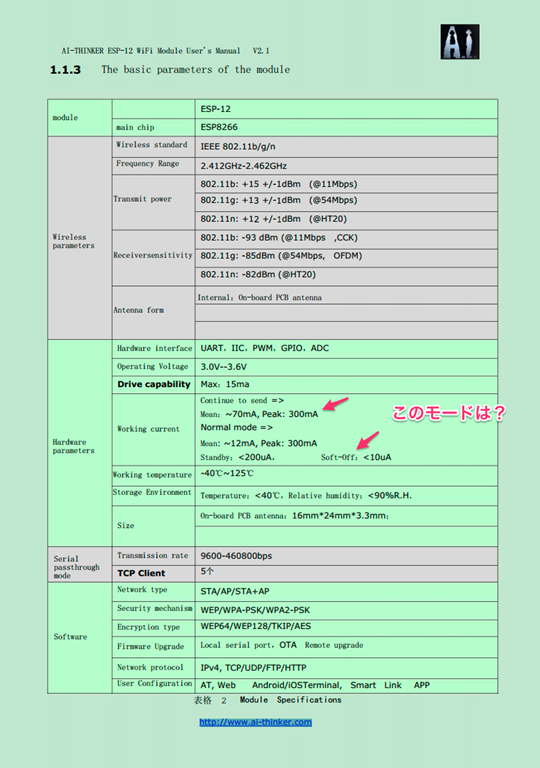 A.i.
AI-THINKER ESP-12 WiFi Module User's Manual V2.1
1.1.3 The basic parameters of the module
module
ESP-12
main chip
ESP8266
Wireless parameters
Wireless standard
IEEE 802.11b/g/n
Frequency Range
2.412GHz-2.462GHz
Transmit power
802.11b: +15 +/-1dBm (@11Mbps)
802.11g: +13 +/-1dBm (@54Mbps)
802.11n: +12 +/-1dBm (@HT20)
Receiversensitivity
802.11b: -93 dBm (@11Mbps ,CCK)
802.11g: -85dBm (@54Mbps, OFDM)
802.11n: -82dBm (@HT20)
Antenna form
Internal：On-board PCB antenna
Hardware parameters
Hardware interface
UART，IIC，PWM，GPIO，ADC
Operating Voltage
3.0V--3.6V
Drive capability
Max：15ma
Working current
Continue to send =>
Mean：~70mA, Peak: 300mA
Normal mode =>
Mean: ~12mA, Peak: 300mA
Standby：<200uA， Soft-Off：<10uA
このモードは？
Working temperature
-40℃~125℃
Storage Environment
Temperature：<40℃，Relative humidity：<90%R.H.
Size
On-board PCB antenna：16mm*24mm*3.3mm；
Serial passthrough mode
Transmission rate
9600-460800bps
TCP Client
5个
Software
Network type
STA/AP/STA+AP
Security mechanism
WEP/WPA-PSK/WPA2-PSK
Encryption type
WEP64/WEP128/TKIP/AES
Firmware Upgrade
Local serial port，OTA Remote upgrade
Network protocol
IPv4, TCP/UDP/FTP/HTTP
User Configuration
AT, Web Android/iOSTerminal, Smart Link APP
表格 2 Module Specifications
http://www.ai-thinker.com